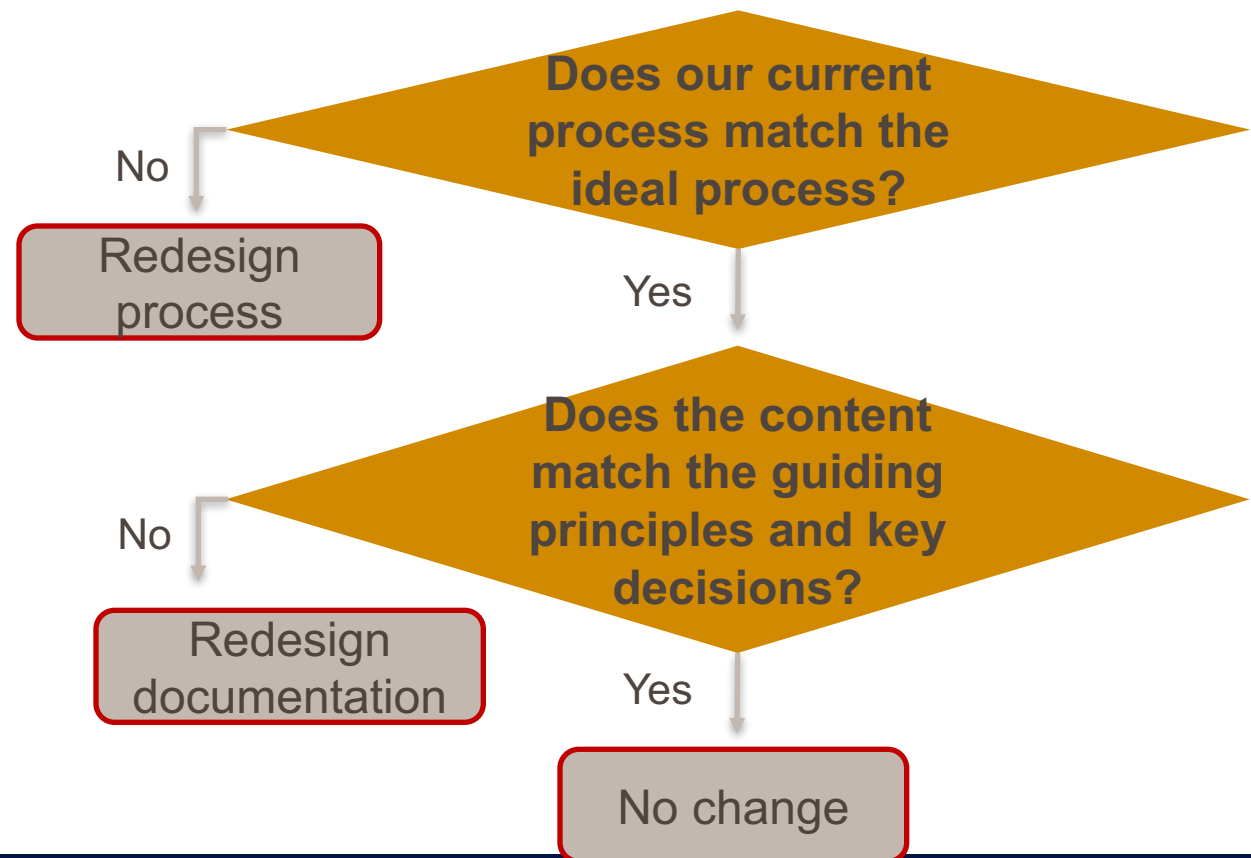 Does our current
process match the
ideal process?
No
Redesign
process
Yes
Does the content
match the guiding
principles and key
decisions?
No
Redesign
documentation
Yes
No change